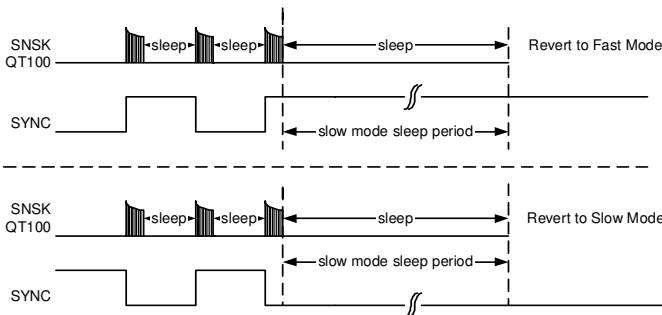 SNSK
QT100
sleep
sleep
sleep
Revert to Fast Mode
SYNC
slow mode sleep period
SNSK
QT100
sleep
sleep
sleep
Revert to Slow Mode
slow mode sleep period
SYNC